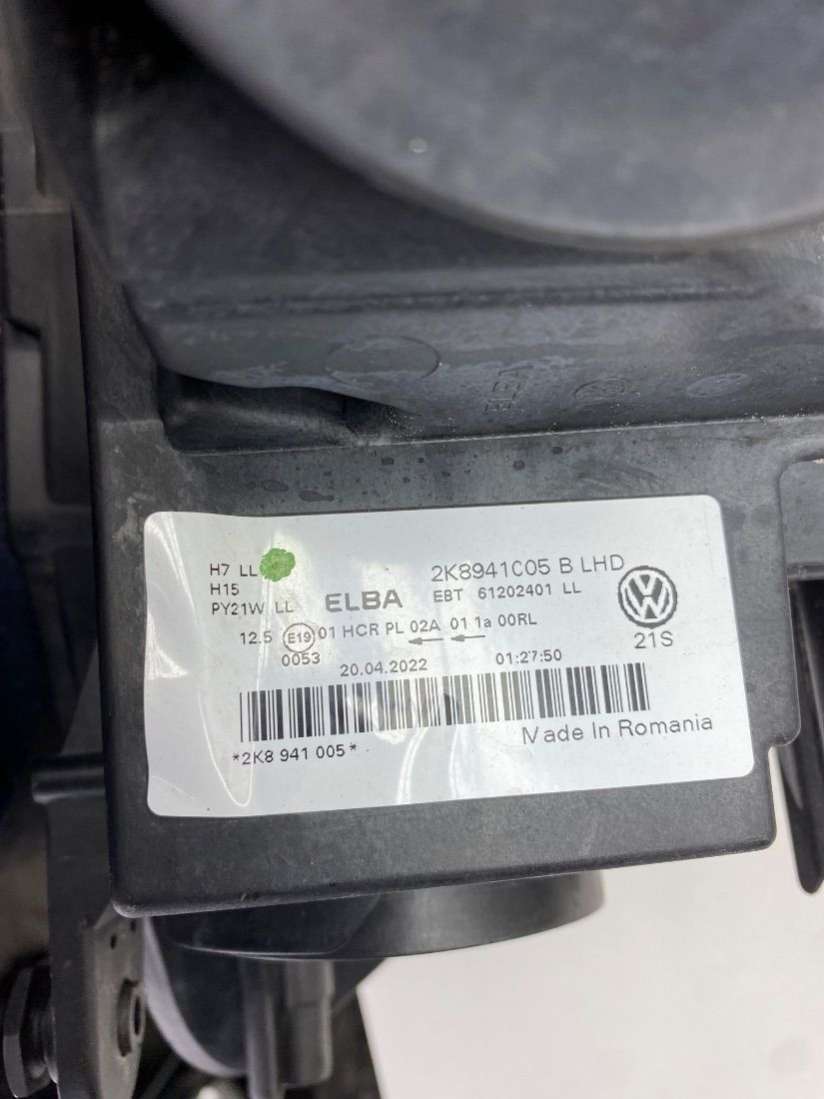 ELBA
H7 LL
H15
PY21W LL
ELBA
2K8941C05 B LHD
EBT 61202401 LL
12.5 E19 01 HCR PL 02A 01 1a 00RL
0053
20.04.2022
01:27:50
21S
Made In Romania
*2K8 941 005*